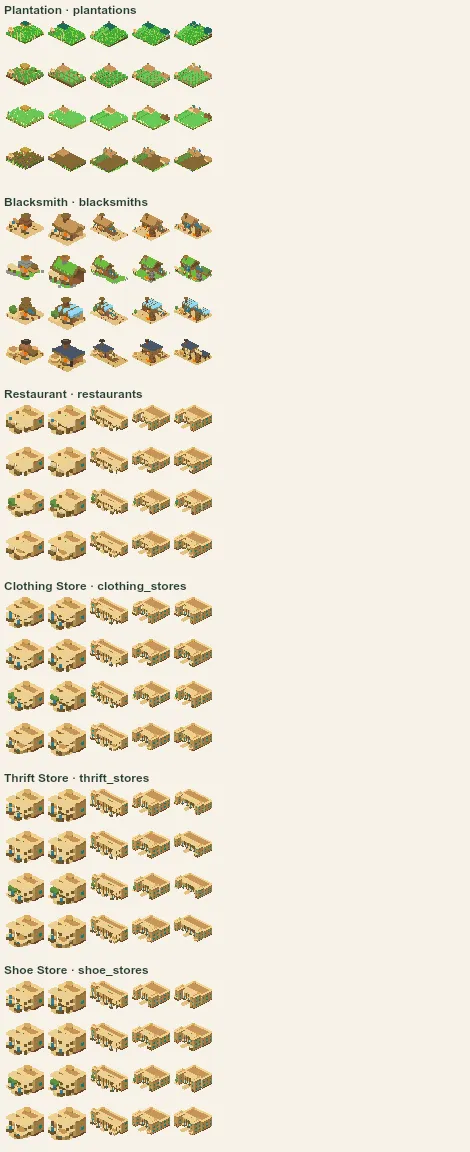 Plantation · plantations
Blacksmith · blacksmiths
Restaurant · restaurants
Clothing Store · clothing_stores
Thrift Store · thrift_stores
Shoe Store · shoe_stores